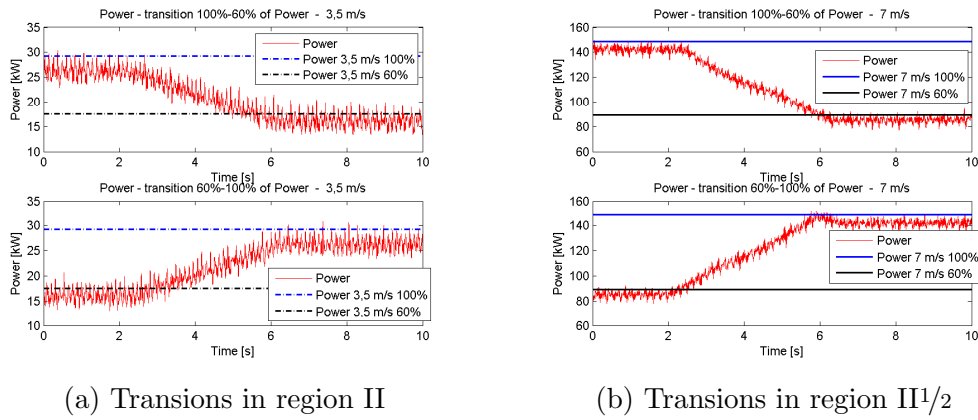 Power - transition 100%-60% of Power - 3,5 m/s
35
30
25
20
15
10
Power [kW]
0 2 4 6 8 10
Time [s]
Power
Power 3,5 m/s 100%
Power 3,5 m/s 60%
Power - transition 60%-100% of Power - 3,5 m/s
35
30
25
20
15
10
Power [kW]
0 2 4 6 8 10
Time [s]
Power
Power 3,5 m/s 100%
Power 3.5 m/s 60%
(a) Transions in region II
Power - transition 100%-60% of Power - 7 m/s
160
140
120
100
80
60
Power [kW]
0 2 4 6 8 10
Time [s]
Power
Power 7 m/s 100%
Power 7 m/s 60%
Power - transition 60%-100% of Power - 7 m/s
160
140
120
100
80
60
Power [kW]
0 2 4 6 8 10
Time [s]
Power
Power 7 m/s 100%
Power 7 m/s 60%
(b) Transions in region II1/2